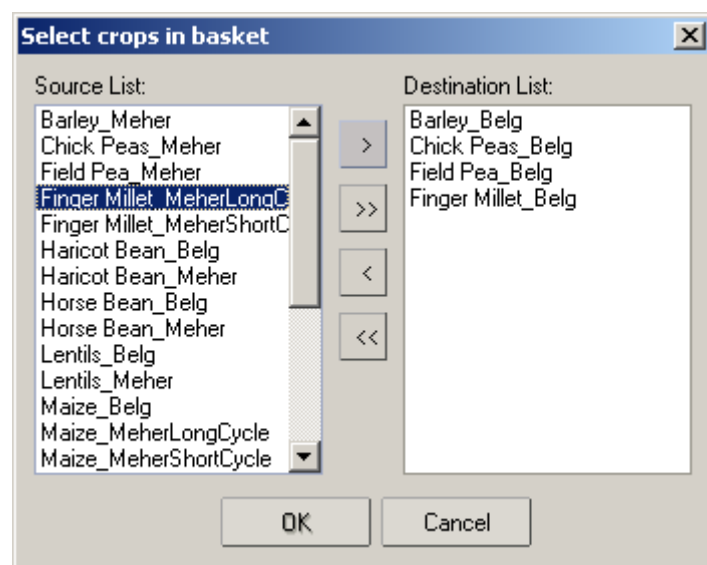 Select crops in basket
Source List:
Barley_Meher
Chick Peas_Meher
Field Pea_Meher
Finger Millet_MeherLongC
Finger Millet_MeherShortC
Haricot Bean_Belg
Haricot Bean_Meher
Horse Bean_Belg
Horse Bean_Meher
Lentils_Belg
Lentils_Meher
Maize_Belg
Maize_MeherLongCycle
Maize_MeherShortCycle
>
>>
<
<<
Destination List:
Barley_Belg
Chick Peas_Belg
Field Pea_Belg
Finger Millet_Belg
OK
Cancel